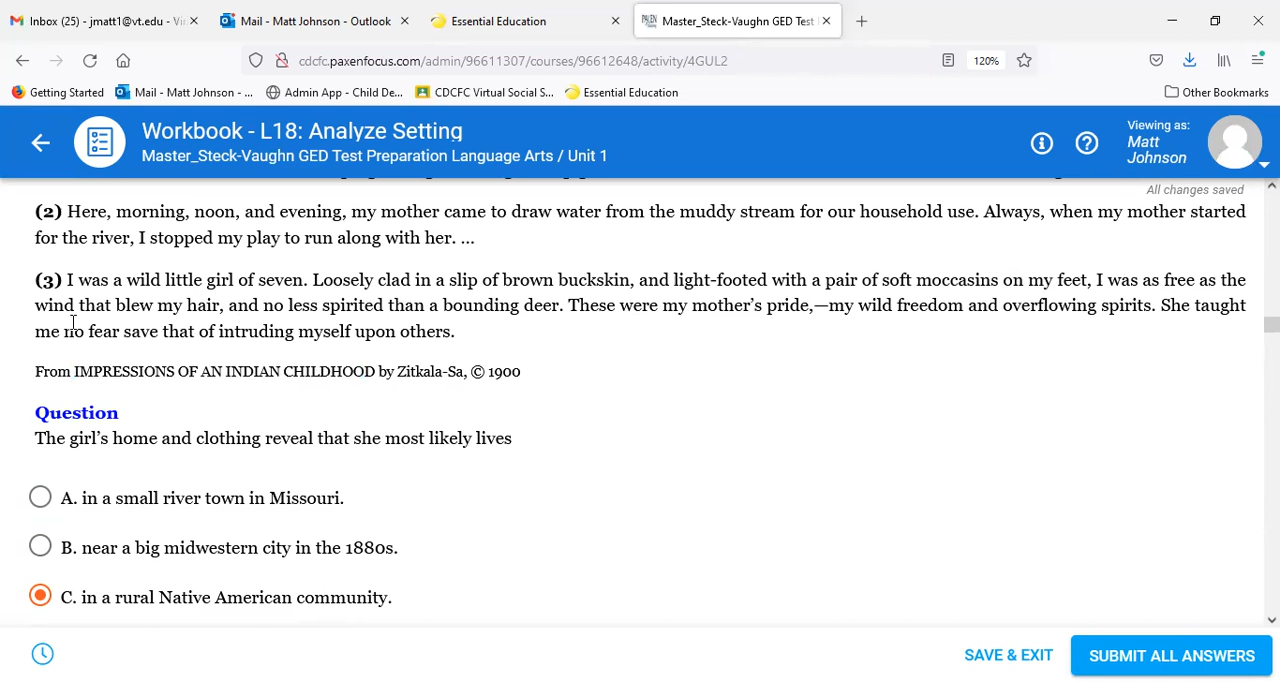 Inbox (25) - jmatt1@vt.edu - Vi
Mail - Matt Johnson - Outlook
Essential Education
PAXEN
Master_Steck-Vaughn GED Test
cdcfc.paxenfocus.com/admin/96611307/courses/96612648/activity/4GUL2
120%
Getting Started
Mail - Matt Johnson - ...
Admin App - Child De...
CDCFC Virtual Social S...
Essential Education
Other Bookmarks
Workbook - L18: Analyze Setting
Master_Steck-Vaughn GED Test Preparation Language Arts / Unit 1
Viewing as:
Matt
Johnson
All changes saved
(2) Here, morning, noon, and evening, my mother came to draw water from the muddy stream for our household use. Always, when my mother started
for the river, I stopped my play to run along with her. ...
(3) I was a wild little girl of seven. Loosely clad in a slip of brown buckskin, and light-footed with a pair of soft moccasins on my feet, I was as free as the
wind that blew my hair, and no less spirited than a bounding deer. These were my mother's pride,—my wild freedom and overflowing spirits. She taught
me no fear save that of intruding myself upon others.
From IMPRESSIONS OF AN INDIAN CHILDHOOD by Zitkala-Sa, © 1900
Question
The girl's home and clothing reveal that she most likely lives
A. in a small river town in Missouri.
B. near a big midwestern city in the 1880s.
C. in a rural Native American community.
SAVE & EXIT
SUBMIT ALL ANSWERS